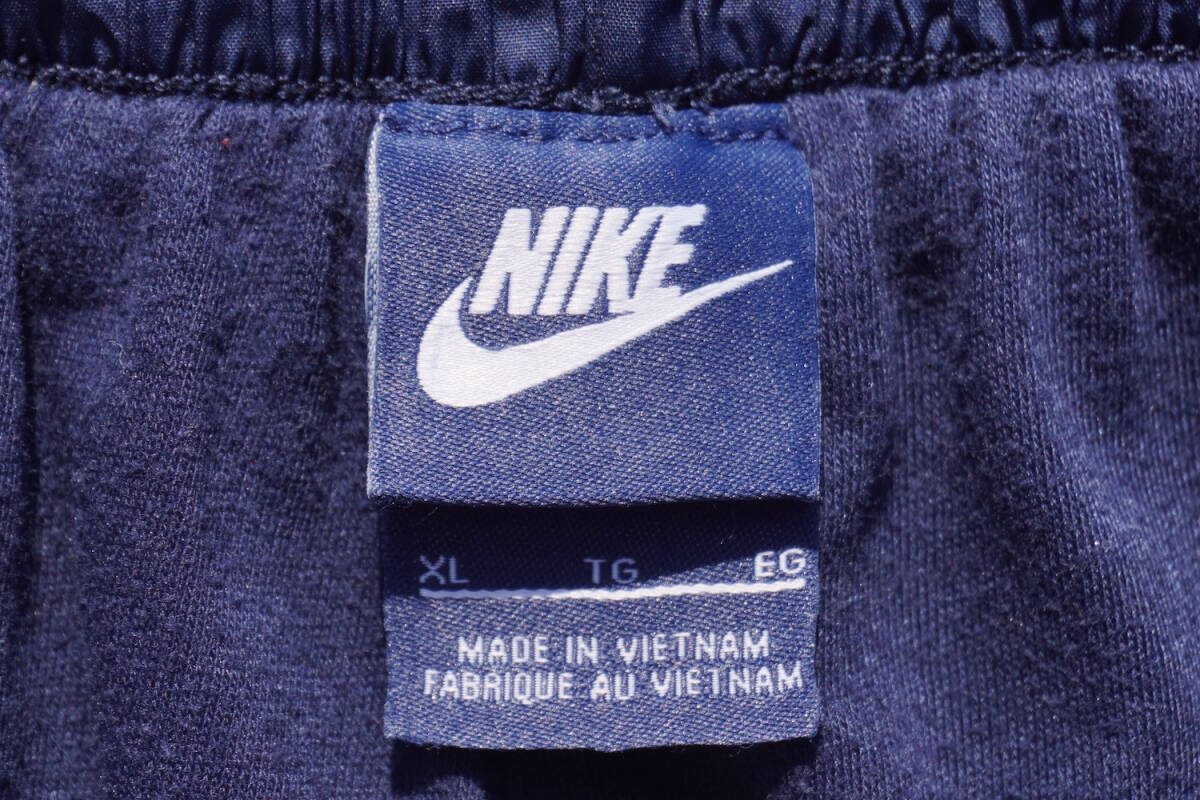 NIKE
XL TG EG
MADE IN VIETNAM
FABRIQUE AU VIETNAM